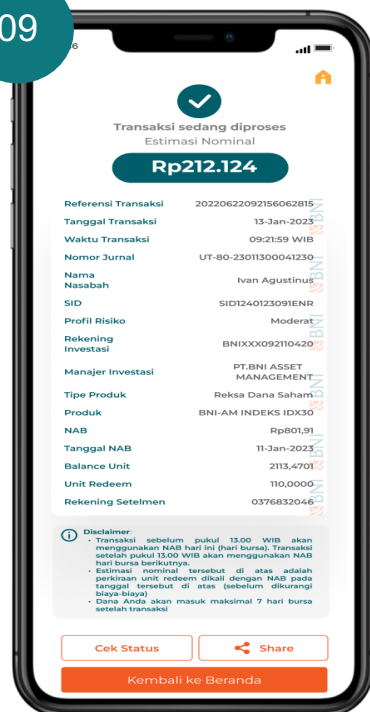 09
6
Transaksi sedang diproses
Estimasi Nominal
Rp212.124
Referensi Transaksi 20220622092156062815
Tanggal Transaksi 13-Jan-2023
Waktu Transaksi 09:21:59 WIB
Nomor Jurnal UT-80-23011300041230
Nama
Nasabah Ivan Agustinus
SID SID1240123091ENR
Profil Risiko Moderat
Rekening
Investasi BNIXXX092110420
Manajer Investasi PT.BNI ASSET
MANAGEMENT
Tipe Produk Reksa Dana Saham
Produk BNI-AM INDEKS IDX30
NAB Rp801,91
Tanggal NAB 11-Jan-2023
Balance Unit 2113,4701
Unit Redeem 110,0000
Rekening Setelmen 0376832046
BNI BNI BNI BNI BNI
Disclaimer:
• Transaksi sebelum pukul 13.00 WIB akan
menggunakan NAB hari ini (hari bursa). Transaksi
setelah pukul 13.00 WIB akan menggunakan NAB
hari bursa berikutnya.
• Estimasi nominal tersebut di atas adalah
perkiraan unit redeem dikali dengan NAB pada
tanggal tersebut di atas (sebelum dikurangi
biaya-biaya)
• Dana Anda akan masuk maksimal 7 hari bursa
setelah transaksi
Cek Status
Share
Kembali ke Beranda